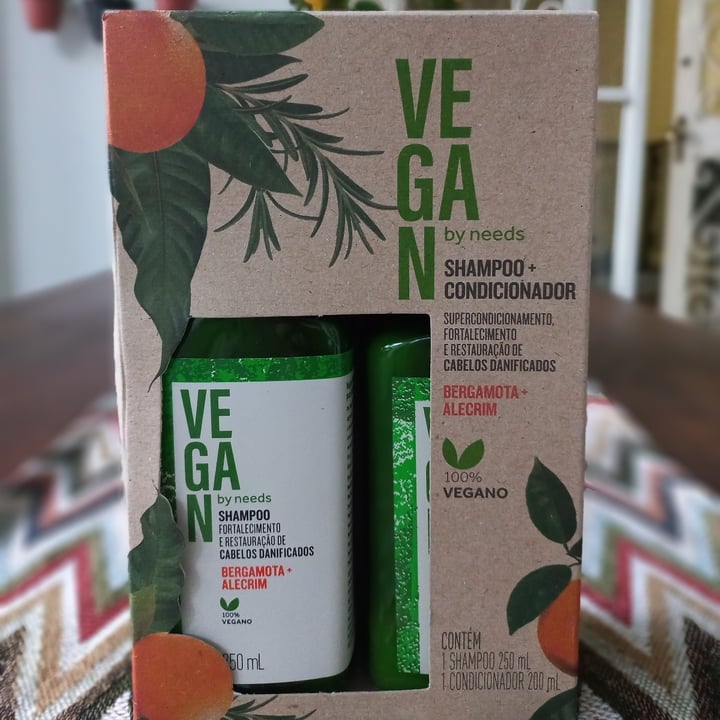 VE
GA
N
by needs
SHAMPOO +
CONDICIONADOR
SUPERCONDICIONAMENTO,
FORTALECIMENTO
E RESTAURAÇÃO DE
CABELOS DANIFICADOS
BERGAMOTA +
ALECRIM
100%
VEGANO
CONTÉM
1 SHAMPOO 250 mL
1 CONDICIONADOR 200 mL
VE
GA
N
by needs
SHAMPOO
FORTALECIMENTO
E RESTAURAÇÃO DE
CABELOS DANIFICADOS
BERGAMOTA +
ALECRIM
100%
VEGANO
250 mL